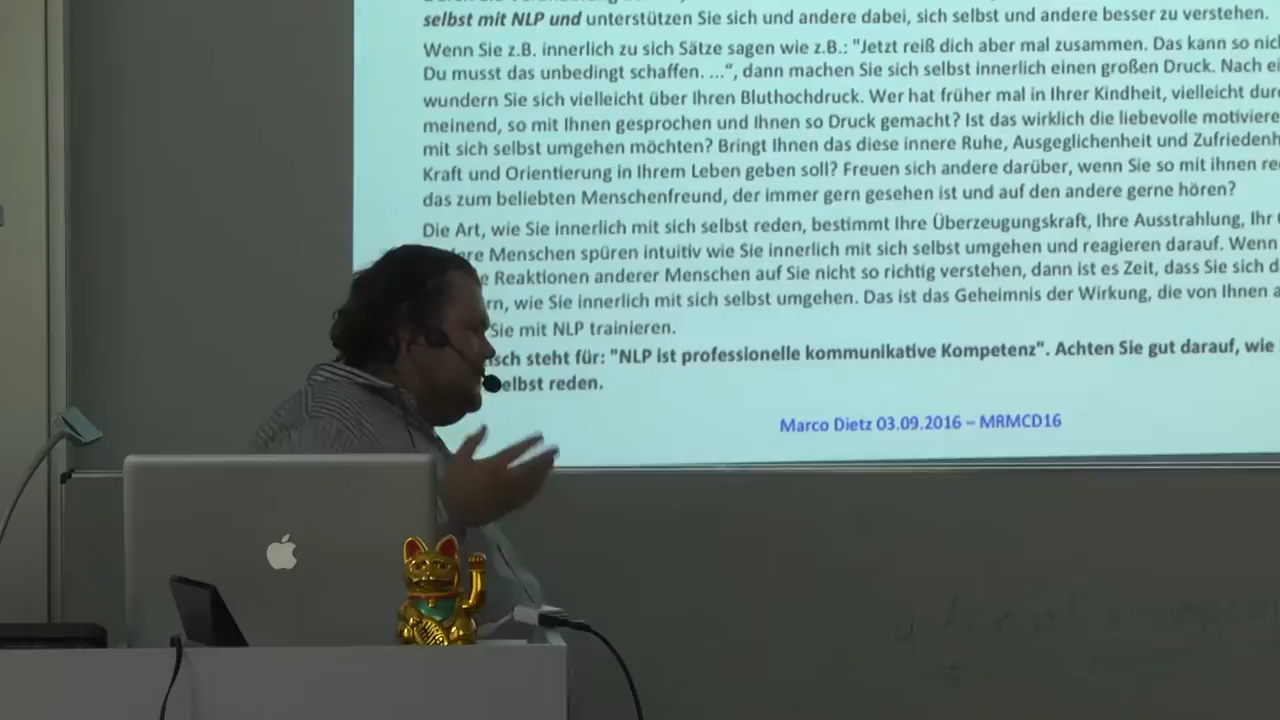 selbst mit NLP und unterstützen Sie sich und andere dabei, sich selbst und andere besser zu verstehen.
Wenn Sie z.B. innerlich zu sich Sätze sagen wie z.B.: "Jetzt reiß dich aber mal zusammen. Das kann so nic
Du musst das unbedingt schaffen. ...“, dann machen Sie sich selbst innerlich einen großen Druck. Nach ei
wundern Sie sich vielleicht über Ihren Bluthochdruck. Wer hat früher mal in Ihrer Kindheit, vielleicht dur
meinend, so mit Ihnen gesprochen und Ihnen so Druck gemacht? Ist das wirklich die liebevolle motiviere
mit sich selbst umgehen möchten? Bringt Ihnen das diese innere Ruhe, Ausgeglichenheit und Zufriedenh
Kraft und Orientierung in Ihrem Leben geben soll? Freuen sich andere darüber, wenn Sie so mit ihnen re
das zum beliebten Menschenfreund, der immer gern gesehen ist und auf den andere gerne hören?
Die Art, wie Sie innerlich mit sich selbst reden, bestimmt Ihre Überzeugungskraft, Ihre Ausstrahlung, Ihr
ere Menschen spüren intuitiv wie Sie innerlich mit sich selbst umgehen und reagieren darauf. Wenn
e Reaktionen anderer Menschen auf Sie nicht so richtig verstehen, dann ist es Zeit, dass Sie sich d
rn, wie Sie innerlich mit sich selbst umgehen. Das ist das Geheimnis der Wirkung, die von Ihnen a
Sie mit NLP trainieren.
sch steht für: "NLP ist professionelle kommunikative Kompetenz". Achten Sie gut darauf, wie
elbst reden.
Marco Dietz 03.09.2016 – MRMCD16